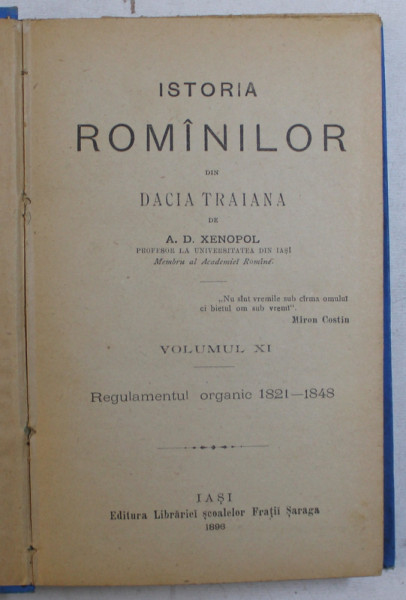 ISTORIA
ROMÎNILOR
DIN
DACIA TRAIANA
DE
A. D. XENOPOL
PROFESOR LA UNIVERSITATEA DIN IAȘI
Membru al Academiei Romîne.
„Nu sîat vremile sub cîrma omului
ci bietul om sub vremi“.
Miron Costin
VOLUMUL XI
Regulamentul organic 1821—1848
IAȘI
Editura Librăriei școalelor Frații Șaraga
1896